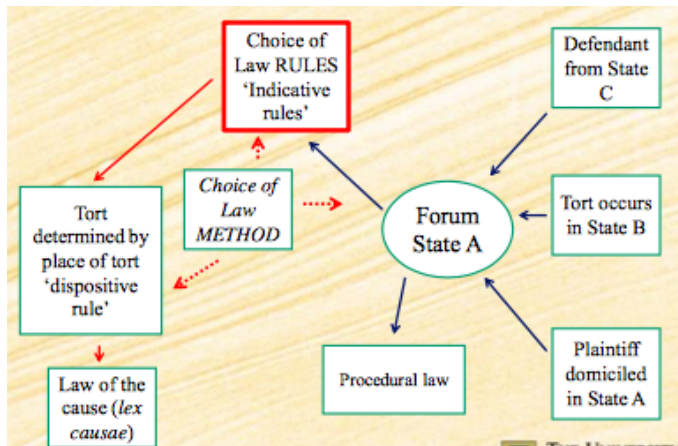 Choice of
Law RULES
‘Indicative
rules’
Defendant
from State
C
Choice of
Law
METHOD
Tort
determined by
place of tort
‘dispositive
rule’
Forum
State A
Tort occurs
in State B
Law of the
cause (lex
causae)
Procedural law
Plaintiff
domiciled
in State A